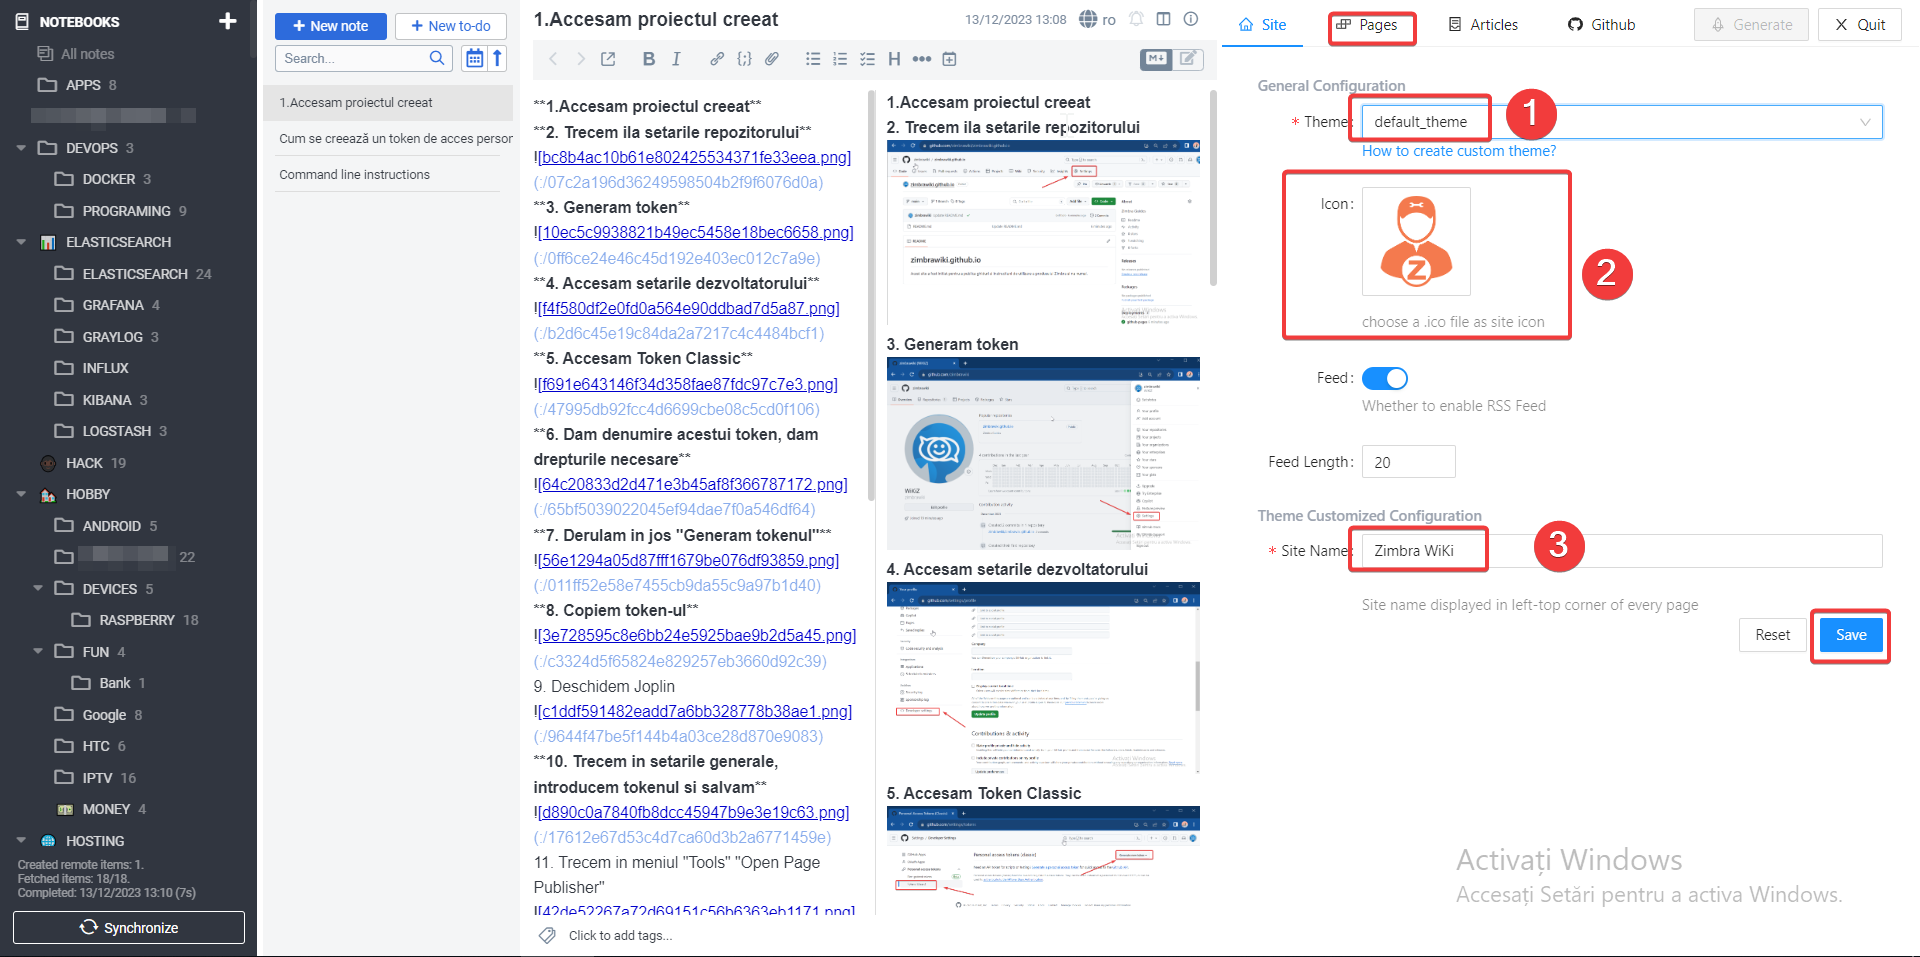 NOTEBOOKS
All notes
APPS 8
DEVOPS 3
DOCKER 3
PROGRAMING 9
ELASTICSEARCH
ELASTICSEARCH 24
GRAFANA 4
GRAYLOG 3
INFLUX
KIBANA 3
LOGSTASH 3
HACK 19
HOBBY
ANDROID 5
22
DEVICES 5
RASPBERRY 18
FUN 4
Bank 1
Google 8
HTC 6
IPTV 16
MONEY 4
HOSTING
Created remote items: 1.
Fetched items: 18/18.
Completed: 13/12/2023 13:10 (7s)
Synchronize
+ New note
+ New to-do
Search...
1.Accesam proiectul creeat
Cum se creează un token de acces person
Command line instructions
1.Accesam proiectul creeat
13/12/2023 13:08
ro
**1.Accesam proiectul creeat**
**2. Trecem ila setarile repozitorului**
![bc8b4ac10b61e802425534371fe33eea.png]
(:/07c2a196d36249598504b2f9f6076d0a)
**3. Generam token**
![10ec5c9938821b49ec5458e18bec6658.png]
(:/0ff6ce24e46c45d192e403ec012c7a9e)
**4. Accesam setarile dezvoltatorului**
![f4f580df2e0fd0a564e90ddbad7d5a87.png]
(:/b2d6c45e19c84da2a7217c4c4484bcf1)
**5. Accesam Token Classic**
![f691e643146f34d358fae87fdc97c7e3.png]
(:/47995db92fcc4d6699cbe08c5cd0f106)
**6. Dam denumire acestui token, dam
drepturile necesare**
![64c20833d2d471e3b45af8f366787172.png]
(:/65bf5039022045ef94dae7f0a546df64)
**7. Derulam in jos "Generam tokenul"**
![56e1294a05d87fff1679be076df93859.png]
(:/011ff52e58e7455cb9da55c9a97b1d40)
**8. Copiem token-ul**
![3e728595c8e6bb24e5925bae9b2d5a45.png]
(:/c3324d5f65824e829257eb3660d92c39)
9. Deschidem Joplin
![c1ddf591482eadd7a6bb328778b38ae1.png]
(:/9644f47be5f144b4a03ce28d870e9083)
**10. Trecem in setarile generale,
introducem tokenul si salvam**
![d890c0a7840fb8dcc45947b9e3e19c63.png]
(:/17612e67d53c4d7ca60d3b2a6771459e)
11. Trecem in meniul "Tools" "Open Page
Publisher"
![42de52267a72d69151c56b6363eb1171.png]
Click to add tags...
1.Accesam proiectul creeat
2. Trecem ila setarile repozitorului
zimbrawiki.github.io
3. Generam token
4. Accesam setarile dezvoltatorului
5. Accesam Token Classic
Site
Pages
Articles
Github
Generate
X Quit
General Configuration
* Theme:
default_theme
1
How to create custom theme?
Icon:
Z
2
choose a .ico file as site icon
Feed:
Whether to enable RSS Feed
Feed Length:
20
Theme Customized Configuration
* Site Name:
Zimbra WiKi
3
Site name displayed in left-top corner of every page
Reset
Save
Activați Windows
Accesați Setări pentru a activa Windows.